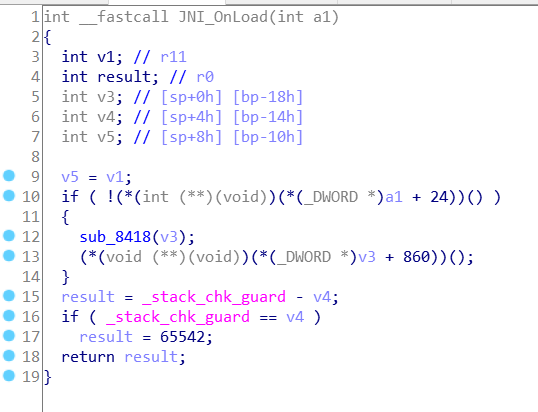 1 int __fastcall JNI_OnLoad(int a1)
2 {
3   int v1; // r11
4   int result; // r0
5   int v3; // [sp+0h] [bp-18h]
6   int v4; // [sp+4h] [bp-14h]
7   int v5; // [sp+8h] [bp-10h]
8
9   v5 = v1;
10   if ( !(*(int (**)(void))(*(_DWORD *)a1 + 24))() )
11   {
12     sub_8418(v3);
13     (*(void (**)(void))(*(_DWORD *)v3 + 860))();
14   }
15   result = _stack_chk_guard - v4;
16   if ( _stack_chk_guard == v4 )
17     result = 65542;
18   return result;
19 }